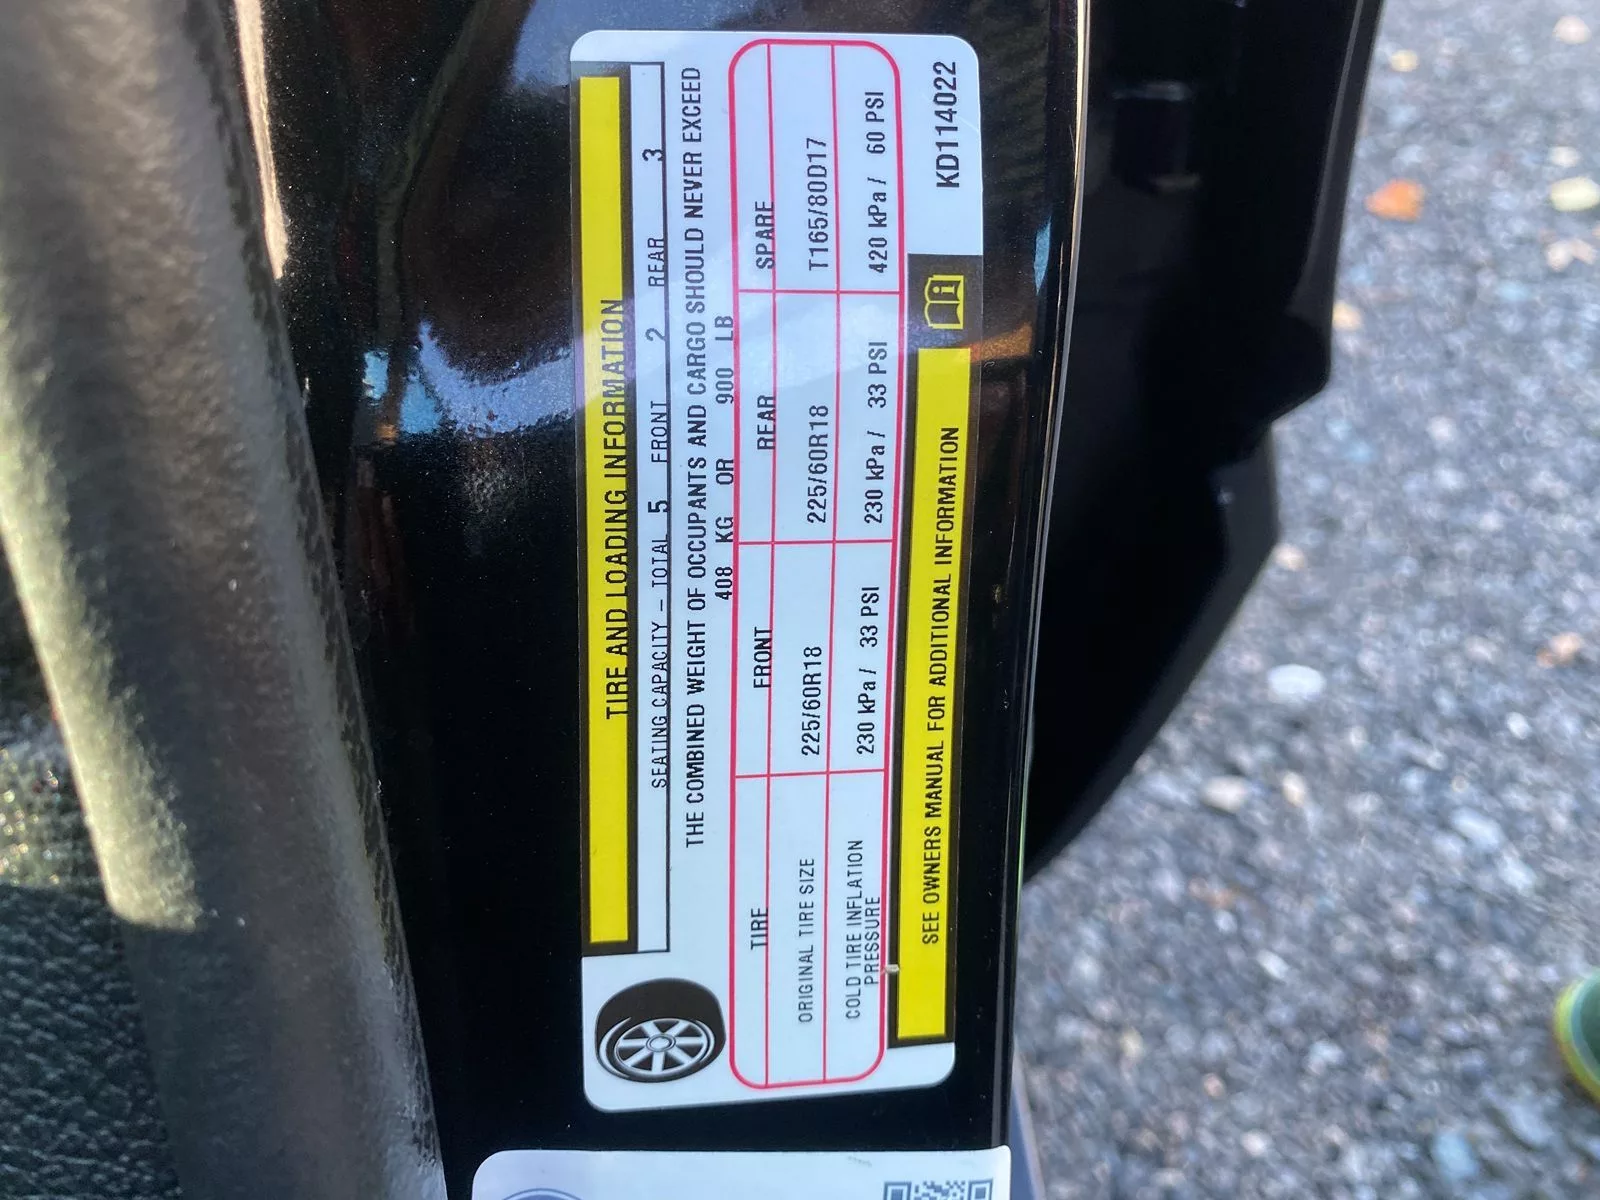 TIRE AND LOADING INFORMATION
SEATING CAPACITY – TOTAL 5 FRONT 2 REAR 3
THE COMBINED WEIGHT OF OCCUPANTS AND CARGO SHOULD NEVER EXCEED
408 KG OR 900 LB
TIRE FRONT REAR SPARE
ORIGINAL TIRE SIZE 225/60R18 225/60R18 T165/80D17
COLD TIRE INFLATION PRESSURE 230 kPa / 33 PSI 230 kPa / 33 PSI 420 kPa / 60 PSI
SEE OWNERS MANUAL FOR ADDITIONAL INFORMATION
KD114022